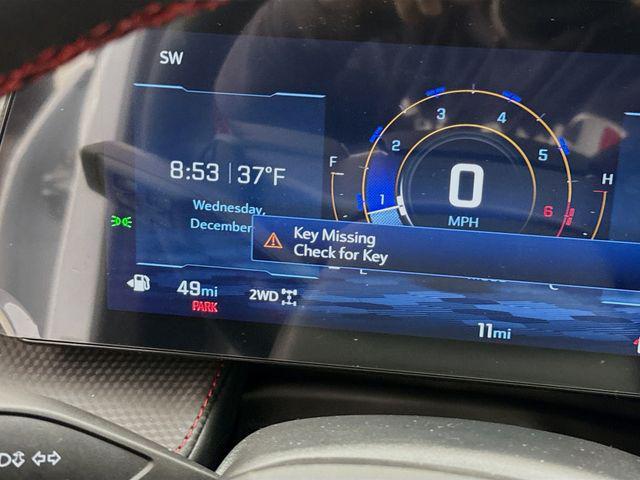 SW
8:53 | 37°F
Wednesday,
December
F
H
1
2
3
4
5
6
0
MPH
Key Missing
Check for Key
E
C
49mi
PARK
2WD
11mi